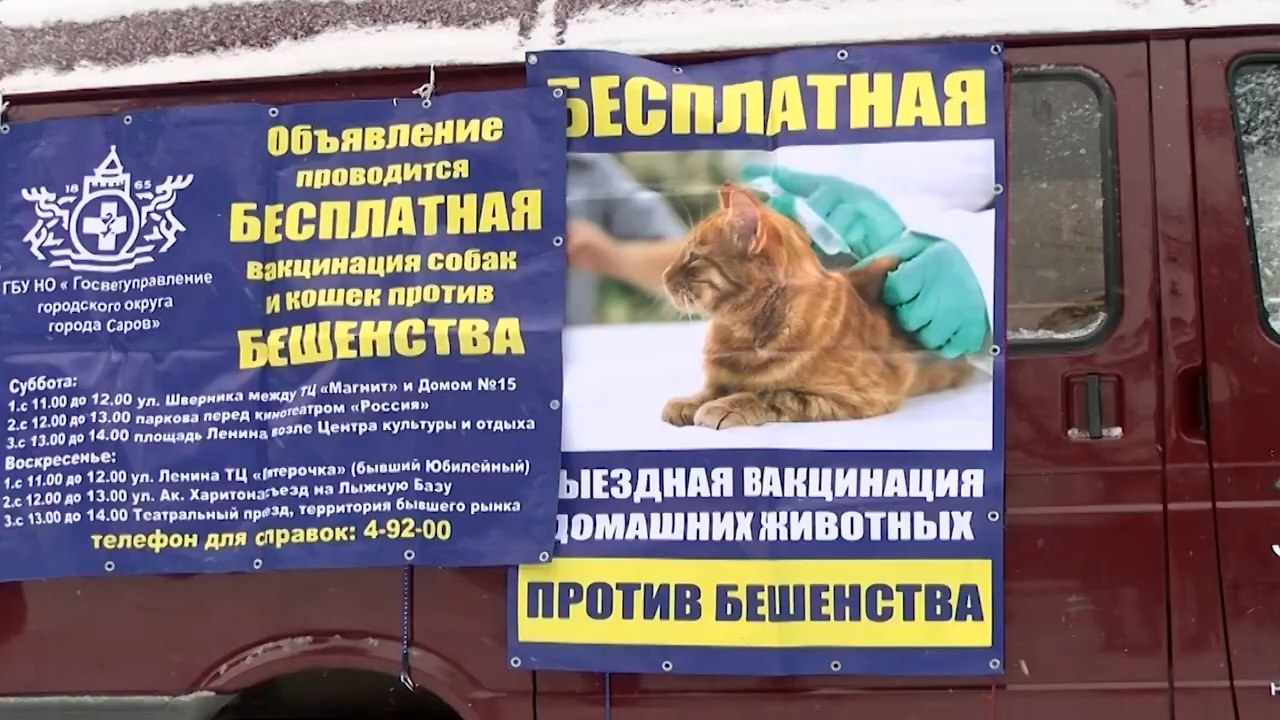 18 65
ГБУ НО « Госветуправление
городского округа
города Саров»
Объявление
проводится
БЕСПЛАТНАЯ
вакцинация собак
и кошек против
БЕШЕНСТВА
Суббота:
1.с 11.00 до 12.00 ул. Шверника между ТЦ «Магнит» и Домом №15
2.с 12.00 до 13.00 паркова перед кинотеатром «Россия»
3.с 13.00 до 14.00 площадь Ленина возле Центра культуры и отдыха
Воскресенье:
1.с 11.00 до 12.00 ул. Ленина ТЦ «Пятерочка» (бывший Юбилейный)
2.с 12.00 до 13.00 ул. Ак. Харитона съезд на Лыжную Базу
3.с 13.00 до 14.00 Театральный проезд, территория бывшего рынка
телефон для справок: 4-92-00
БЕСПЛАТНАЯ
ВЫЕЗДНАЯ ВАКЦИНАЦИЯ
ДОМАШНИХ ЖИВОТНЫХ
ПРОТИВ БЕШЕНСТВА